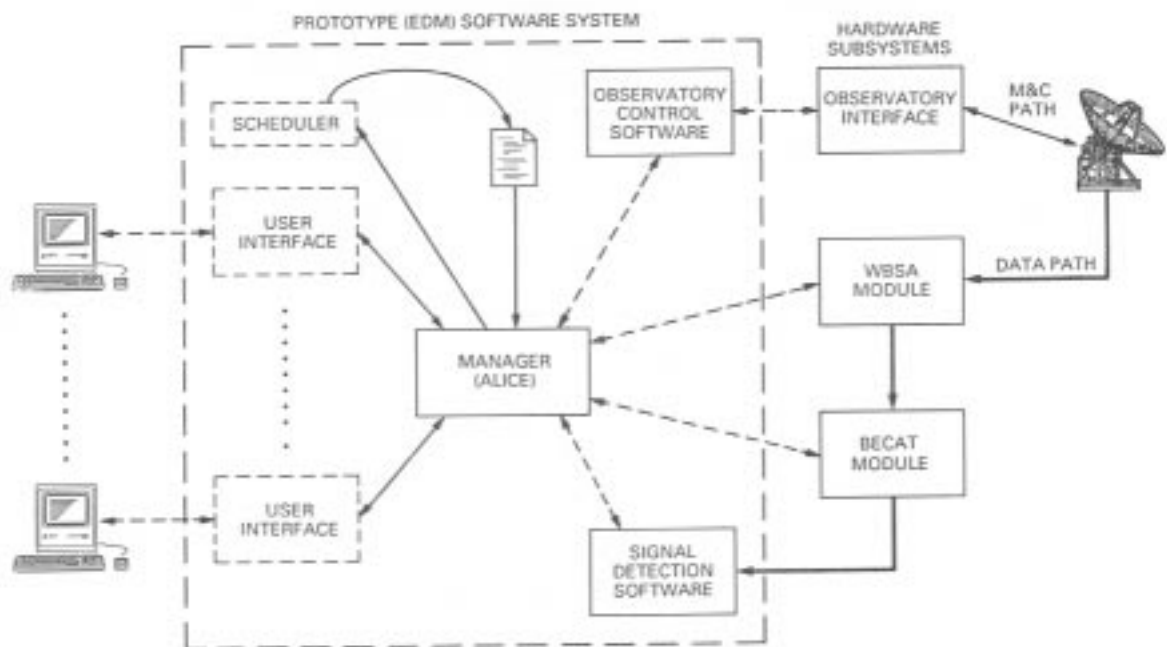 PROTOTYPE (EDM) SOFTWARE SYSTEM
HARDWARE
SUBSYSTEMS
SCHEDULER
OBSERVATORY
CONTROL
SOFTWARE
OBSERVATORY
INTERFACE
M&C
PATH
USER
INTERFACE
WBSA
MODULE
DATA PATH
MANAGER
(ALICE)
BECAT
MODULE
USER
INTERFACE
SIGNAL
DETECTION
SOFTWARE